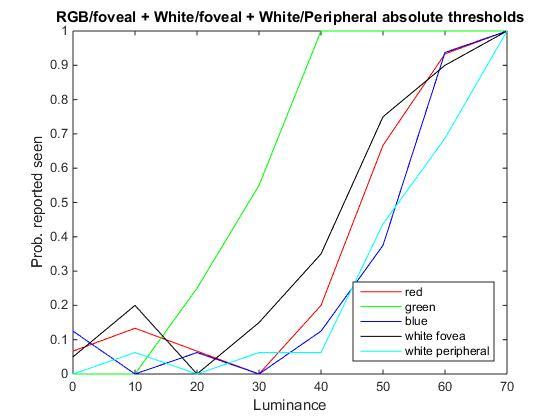 RGB/foveal + White/foveal + White/Peripheral absolute thresholds
1
0.9
0.8
0.7
0.6
0.5
0.4
0.3
0.2
0.1
0
Prob. reported seen
red
green
blue
white fovea
white peripheral
0 10 20 30 40 50 60 70
Luminance